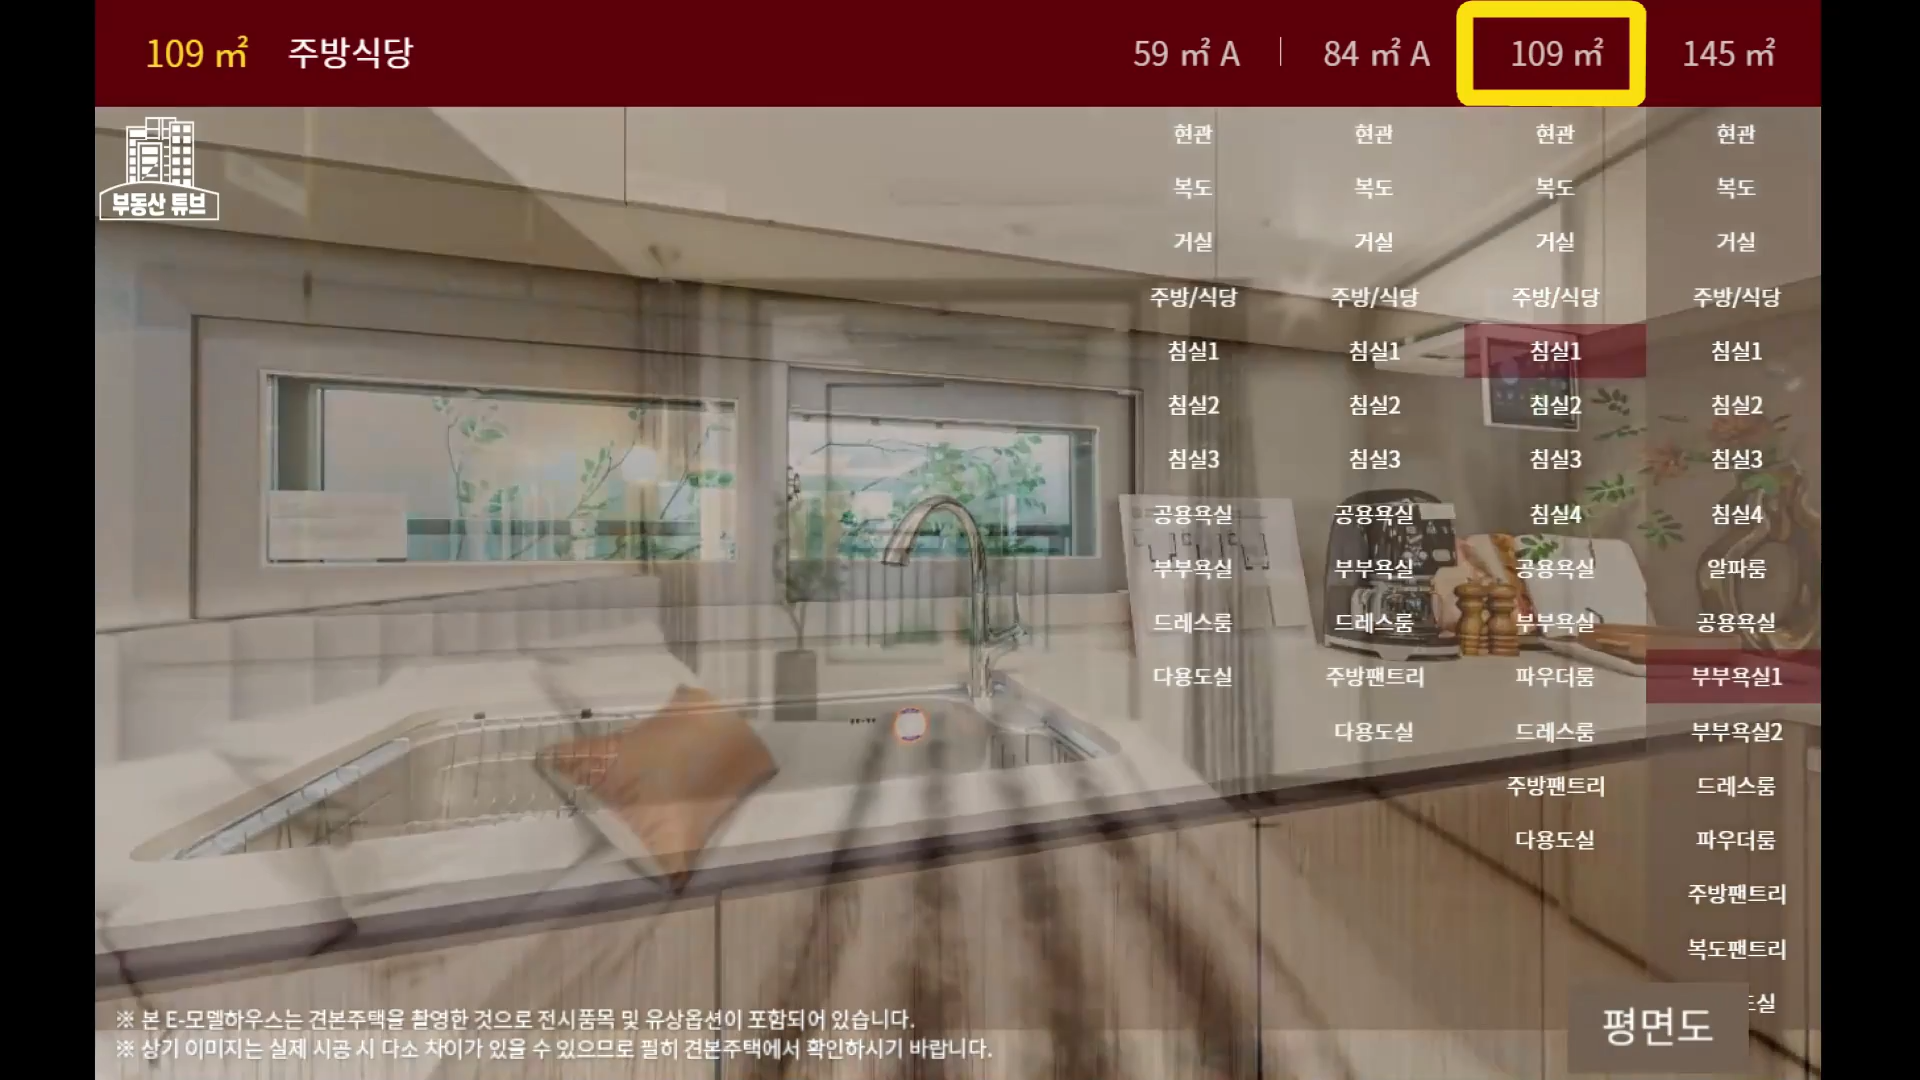 109 ㎡ 주방식당
59 ㎡ A | 84 ㎡ A 109 ㎡ 145 ㎡
부동산 튜브
현관 현관 현관 현관
복도 복도 복도 복도
거실 거실 거실 거실
주방/식당 주방/식당 주방/식당 주방/식당
침실1 침실1 침실1 침실1
침실2 침실2 침실2 침실2
침실3 침실3 침실3 침실3
공용욕실 공용욕실 침실4 침실4
부부욕실 부부욕실 공용욕실 알파룸
드레스룸 드레스룸 부부욕실 공용욕실
다용도실 주방팬트리 파우더룸 부부욕실1
다용도실 드레스룸 부부욕실2
주방팬트리 드레스룸
다용도실 파우더룸
주방팬트리
복도팬트리
도실
평면도
※ 본 E-모델하우스는 견본주택을 촬영한 것으로 전시품목 및 유상옵션이 포함되어 있습니다.
※ 상기 이미지는 실제 시공 시 다소 차이가 있을 수 있으므로 필히 견본주택에서 확인하시기 바랍니다.